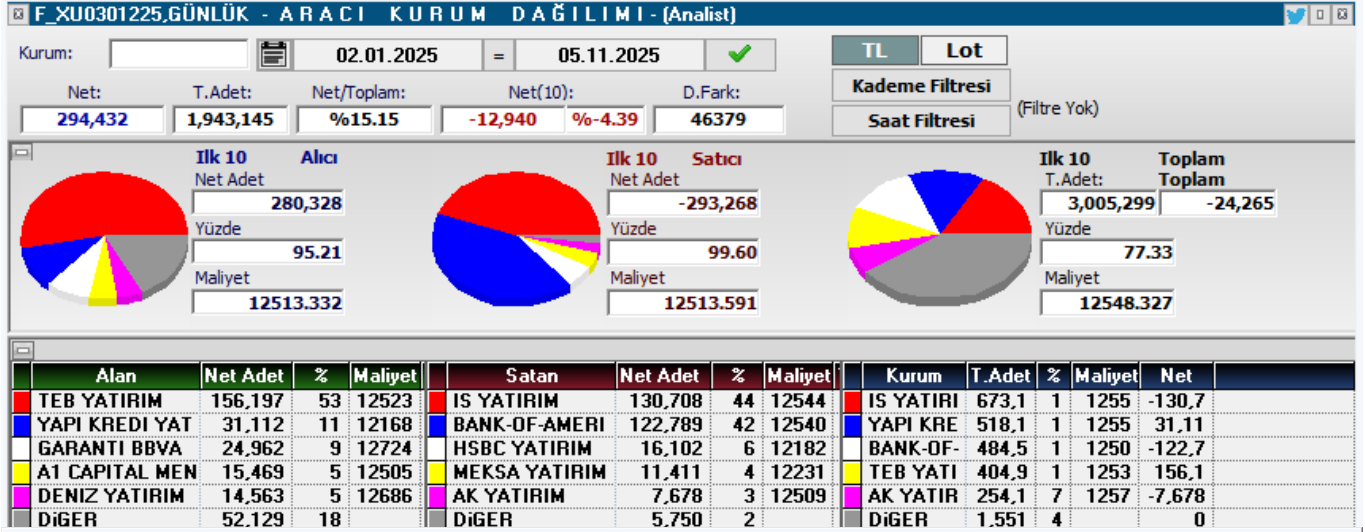 F_XU0301225,GÜNLÜK - A R A C I   K U R U M   D A Ğ I L I M I - (Analist)
Kurum: 02.01.2025 = 05.11.2025 TL Lot
Net: T.Adet: Net/Toplam: Net(10): D.Fark: Kademe Filtresi
294,432 1,943,145 %15.15 -12,940 %-4.39 46379 Saat Filtresi (Filtre Yok)
Ilk 10 Alıcı
Net Adet
280,328
Yüzde
95.21
Maliyet
12513.332
Ilk 10 Satıcı
Net Adet
-293,268
Yüzde
99.60
Maliyet
12513.591
Ilk 10 Toplam
T.Adet: Toplam
3,005,299 -24,265
Yüzde
77.33
Maliyet
12548.327
Alan Net Adet % Maliyet Satan Net Adet % Maliyet Kurum T.Adet % Maliyet Net
TEB YATIRIM 156,197 53 12523 IS YATIRIM 130,708 44 12544 IS YATIRI 673,1 1 1255 -130,7
YAPI KREDI YAT 31,112 11 12168 BANK-OF-AMERI 122,789 42 12540 YAPI KRE 518,1 1 1255 31,11
GARANTI BBVA 24,962 9 12724 HSBC YATIRIM 16,102 6 12182 BANK-OF- 484,5 1 1250 -122,7
A1 CAPITAL MEN 15,469 5 12505 MEKSA YATIRIM 11,411 4 12231 TEB YATI 404,9 1 1253 156,1
DENIZ YATIRIM 14,563 5 12686 AK YATIRIM 7,678 3 12509 AK YATIR 254,1 7 1257 -7,678
DiGER 52,129 18 DiGER 5,750 2 DiGER 1,551 4 0